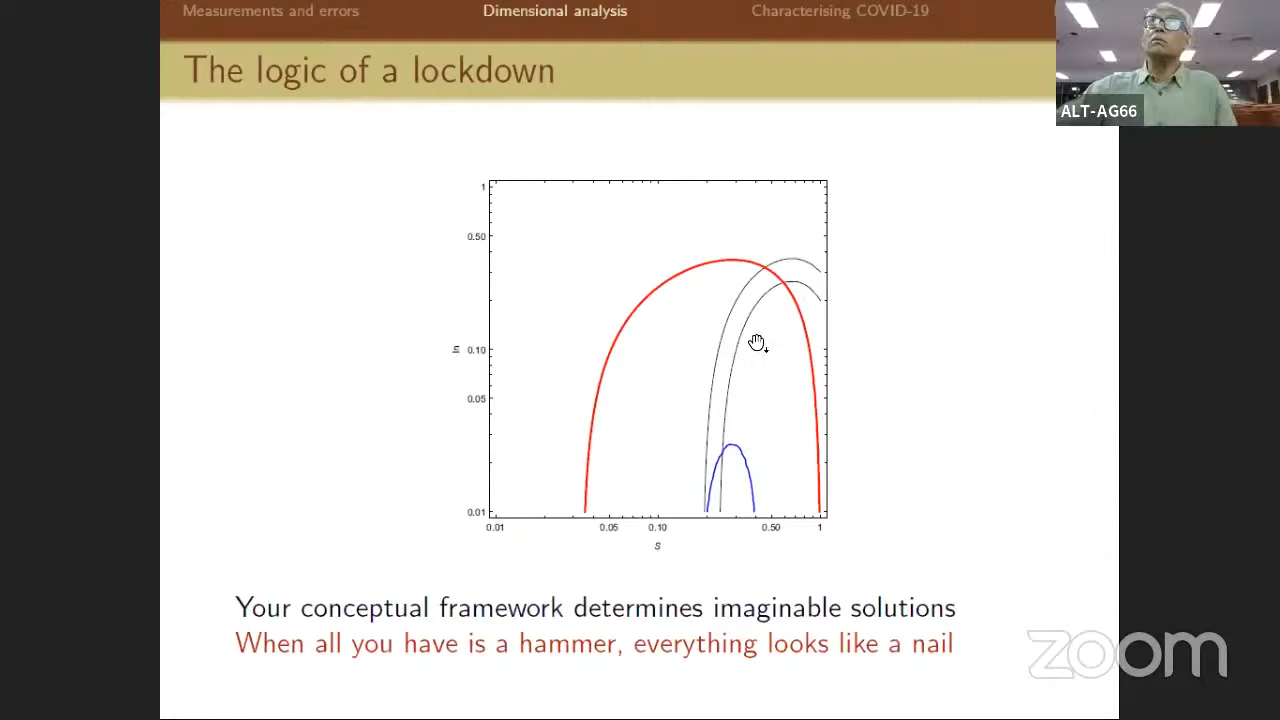 Measurements and errors
Dimensional analysis
Characterising COVID-19
The logic of a lockdown
ALT-AG66
1
0.50
In
0.10
0.05
0.01
0.01
0.05
0.10
0.50
1
S
Your conceptual framework determines imaginable solutions
When all you have is a hammer, everything looks like a nail
zoom